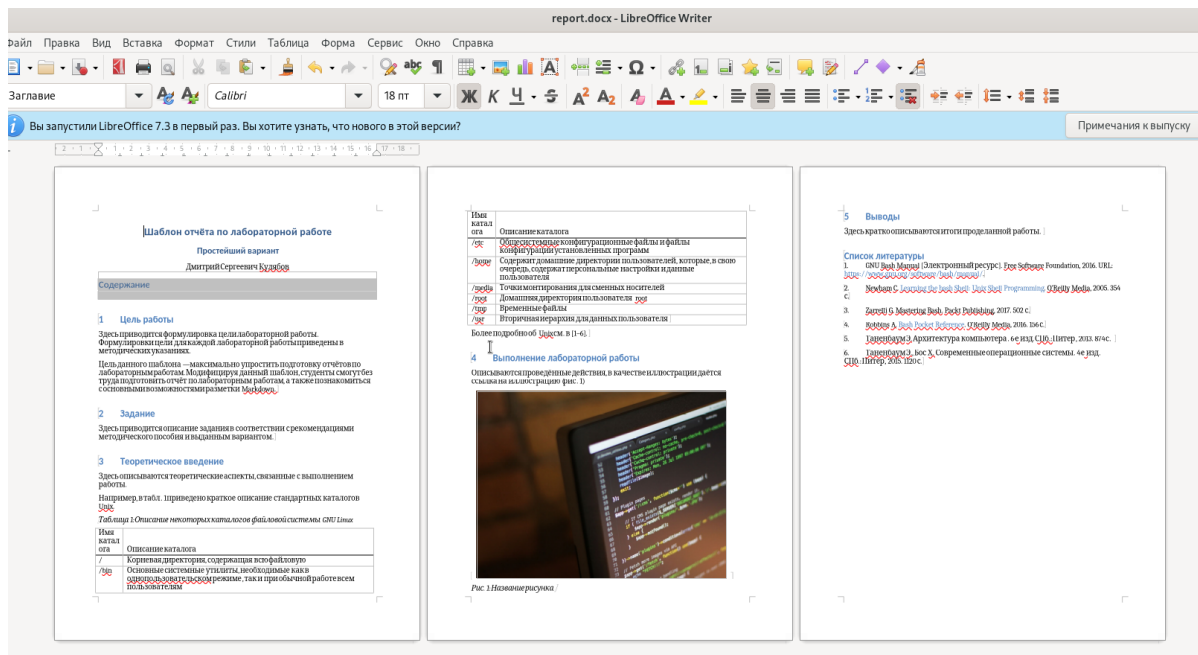 report.docx - LibreOffice Writer
Файл Правка Вид Вставка Формат Стили Таблица Форма Сервис Окно Справка
Заглавие Calibri 18 пт
Вы запустили LibreOffice 7.3 в первый раз. Вы хотите узнать, что нового в этой версии? Примечания к выпуску
Шаблон отчёта по лабораторной работе
Простейший вариант
Дмитрий Сергеевич Кулябов
Содержание
1 Цель работы
Здесь приводится формулировка цели лабораторной работы.
Формулировки цели для каждой лабораторной работы приведены в
методических указаниях.
Цель данного шаблона — максимально упростить подготовку отчётов по
лабораторным работам. Модифицируя данный шаблон, студенты смогут без
труда подготовить отчёт по лабораторным работам, а также познакомиться
с основными возможностями разметки Markdown.
2 Задание
Здесь приводится описание задания в соответствии с рекомендациями
методического пособия и выданным вариантом.
3 Теоретическое введение
Здесь описываются теоретические аспекты, связанные с выполнением
работы.
Например, в табл. 1 приведено краткое описание стандартных каталогов
Unix.
Таблица 1: Описание некоторых каталогов файловой системы GNU Linux
Имя
катал
ога Описание каталога
/ Корневая директория, содержащая всю файловую
/bin Основные системные утилиты, необходимые как в
однопользовательском режиме, так и при обычной работе всем
пользователям
Имя
катал
ога Описание каталога
/etc Общесистемные конфигурационные файлы и файлы
конфигурации установленных программ
/home Содержит домашние директории пользователей, которые, в свою
очередь, содержат персональные настройки и данные
пользователя
/media Точки монтирования для сменных носителей
/root Домашняя директория пользователя root
/tmp Временные файлы
/usr Вторичная иерархия для данных пользователя
Более подробно об Unix см. в [1–6].
4 Выполнение лабораторной работы
Описываются проведённые действия, в качестве иллюстрации даётся
ссылка на иллюстрацию (рис. 1)
Рис. 1: Название рисунка
5 Выводы
Здесь кратко описываются итоги проделанной работы.
Список литературы
1. GNU Bash Manual [Электронный ресурс]. Free Software Foundation, 2016. URL:
https://www.gnu.org/software/bash/manual/.
2. Newham C. Learning the bash Shell: Unix Shell Programming. O'Reilly Media, 2005. 354
с.
3. Zarrelli G. Mastering Bash. Packt Publishing, 2017. 502 с.
4. Robbins A. Bash Pocket Reference. O'Reilly Media, 2016. 156 с.
5. Таненбаум Э. Архитектура компьютера. 6-е изд. СПб.: Питер, 2013. 874 с.
6. Таненбаум Э., Бос Х. Современные операционные системы. 4-е изд.
СПб.: Питер, 2015. 1120 с.